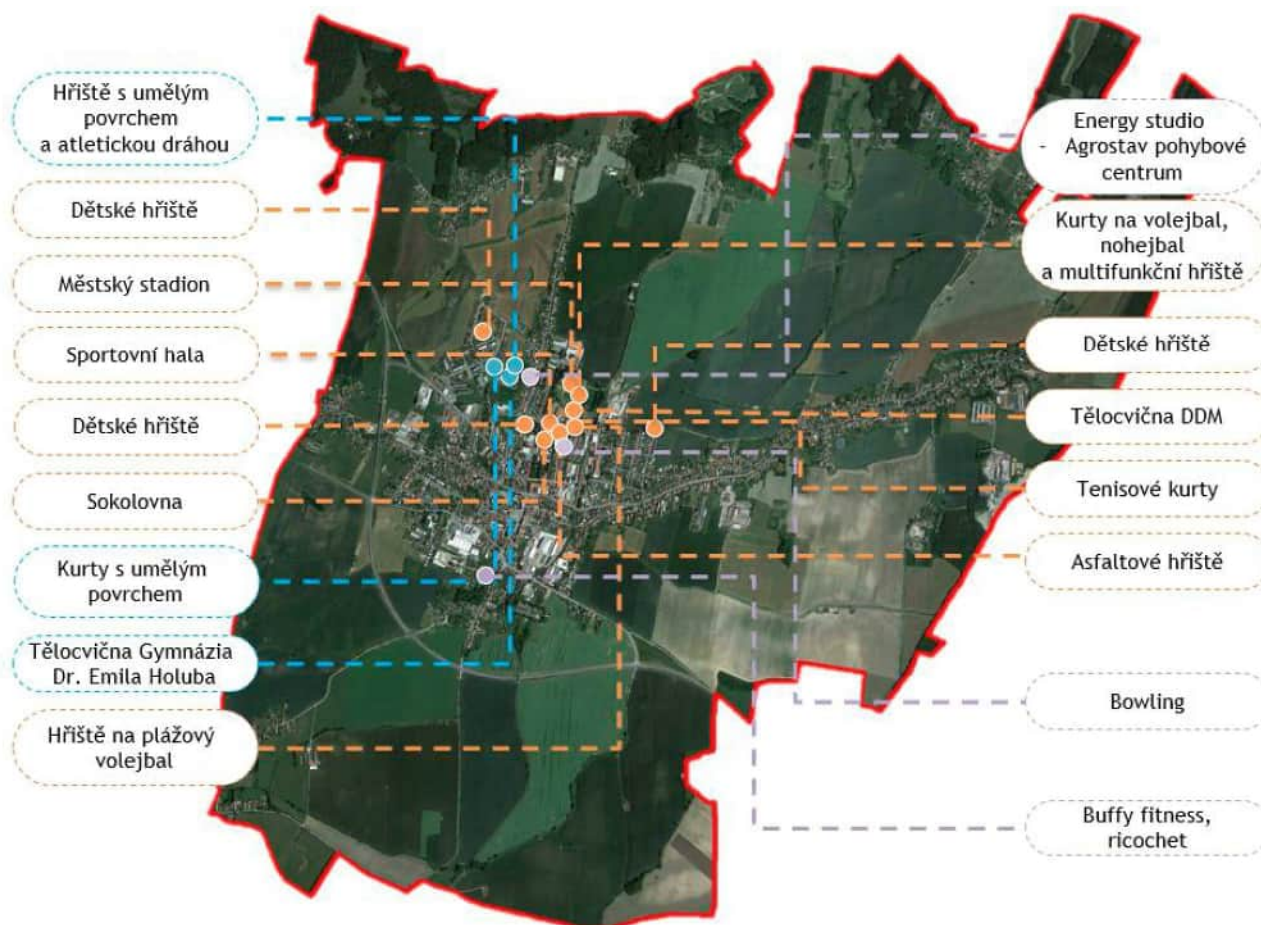 Hřiště s umělým
povrchem
a atletickou dráhou
Dětské hřiště
Městský stadion
Sportovní hala
Dětské hřiště
Sokolovna
Kurty s umělým
povrchem
Tělocvična Gymnázia
Dr. Emila Holuba
Hřiště na plážový
volejbal
Energy studio
- Agrostav pohybové
centrum
Kurty na volejbal,
nohejbal
a multifunkční hřiště
Dětské hřiště
Tělocvična DDM
Tenisové kurty
Asfaltové hřiště
Bowling
Buffy fitness,
ricochet